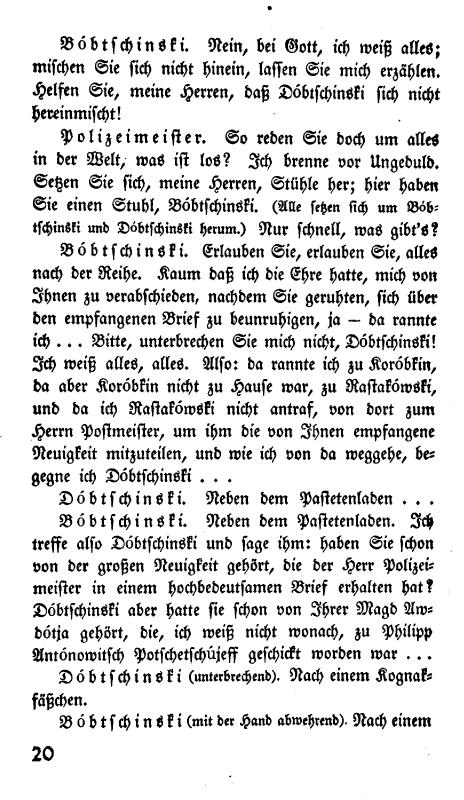 Bóbtschinski. Nein, bei Gott, ich weiß alles;
mischen Sie sich nicht hinein, lassen Sie mich erzählen.
Helfen Sie, meine Herren, daß Dóbtschinski sich nicht
hereinmischt!
Polizeimeister. So reden Sie doch um alles
in der Welt, was ist los? Ich brenne vor Ungeduld.
Setzen Sie sich, meine Herren, Stühle her; hier haben
Sie einen Stuhl, Bóbtschinski. (Alle setzen sich um Bób-
tschinski und Dóbtschinski herum.) Nur schnell, was gibt's?
Bóbtschinski. Erlauben Sie, erlauben Sie, alles
nach der Reihe. Kaum daß ich die Ehre hatte, mich von
Ihnen zu verabschieden, nachdem Sie geruhten, sich über
den empfangenen Brief zu beunruhigen, ja — da rannte
ich . . . Bitte, unterbrechen Sie mich nicht, Dóbtschinski!
Ich weiß alles, alles. Also: da rannte ich zu Koróbkin,
da aber Koróbkin nicht zu Hause war, zu Rastakówski,
und da ich Rastakówski nicht antraf, von dort zum
Herrn Postmeister, um ihm die von Ihnen empfangene
Neuigkeit mitzuteilen, und wie ich von da weggehe, be-
gegne ich Dóbtschinski . . .
Dóbtschinski. Neben dem Pastetenladen . . .
Bóbtschinski. Neben dem Pastetenladen. Ich
treffe also Dóbtschinski und sage ihm: haben Sie schon
von der großen Neuigkeit gehört, die der Herr Polizei-
meister in einem hochbedeutsamen Brief erhalten hat?
Dóbtschinski aber hatte sie schon von Ihrer Magd Aw-
dótja gehört, die, ich weiß nicht wonach, zu Philipp
Antónowitsch Potschetschújeff geschickt worden war . . .
Dóbtschinski (unterbrechend). Nach einem Kognak-
fäßchen.
Bóbtschinski (mit der Hand abwehrend). Nach einem
20